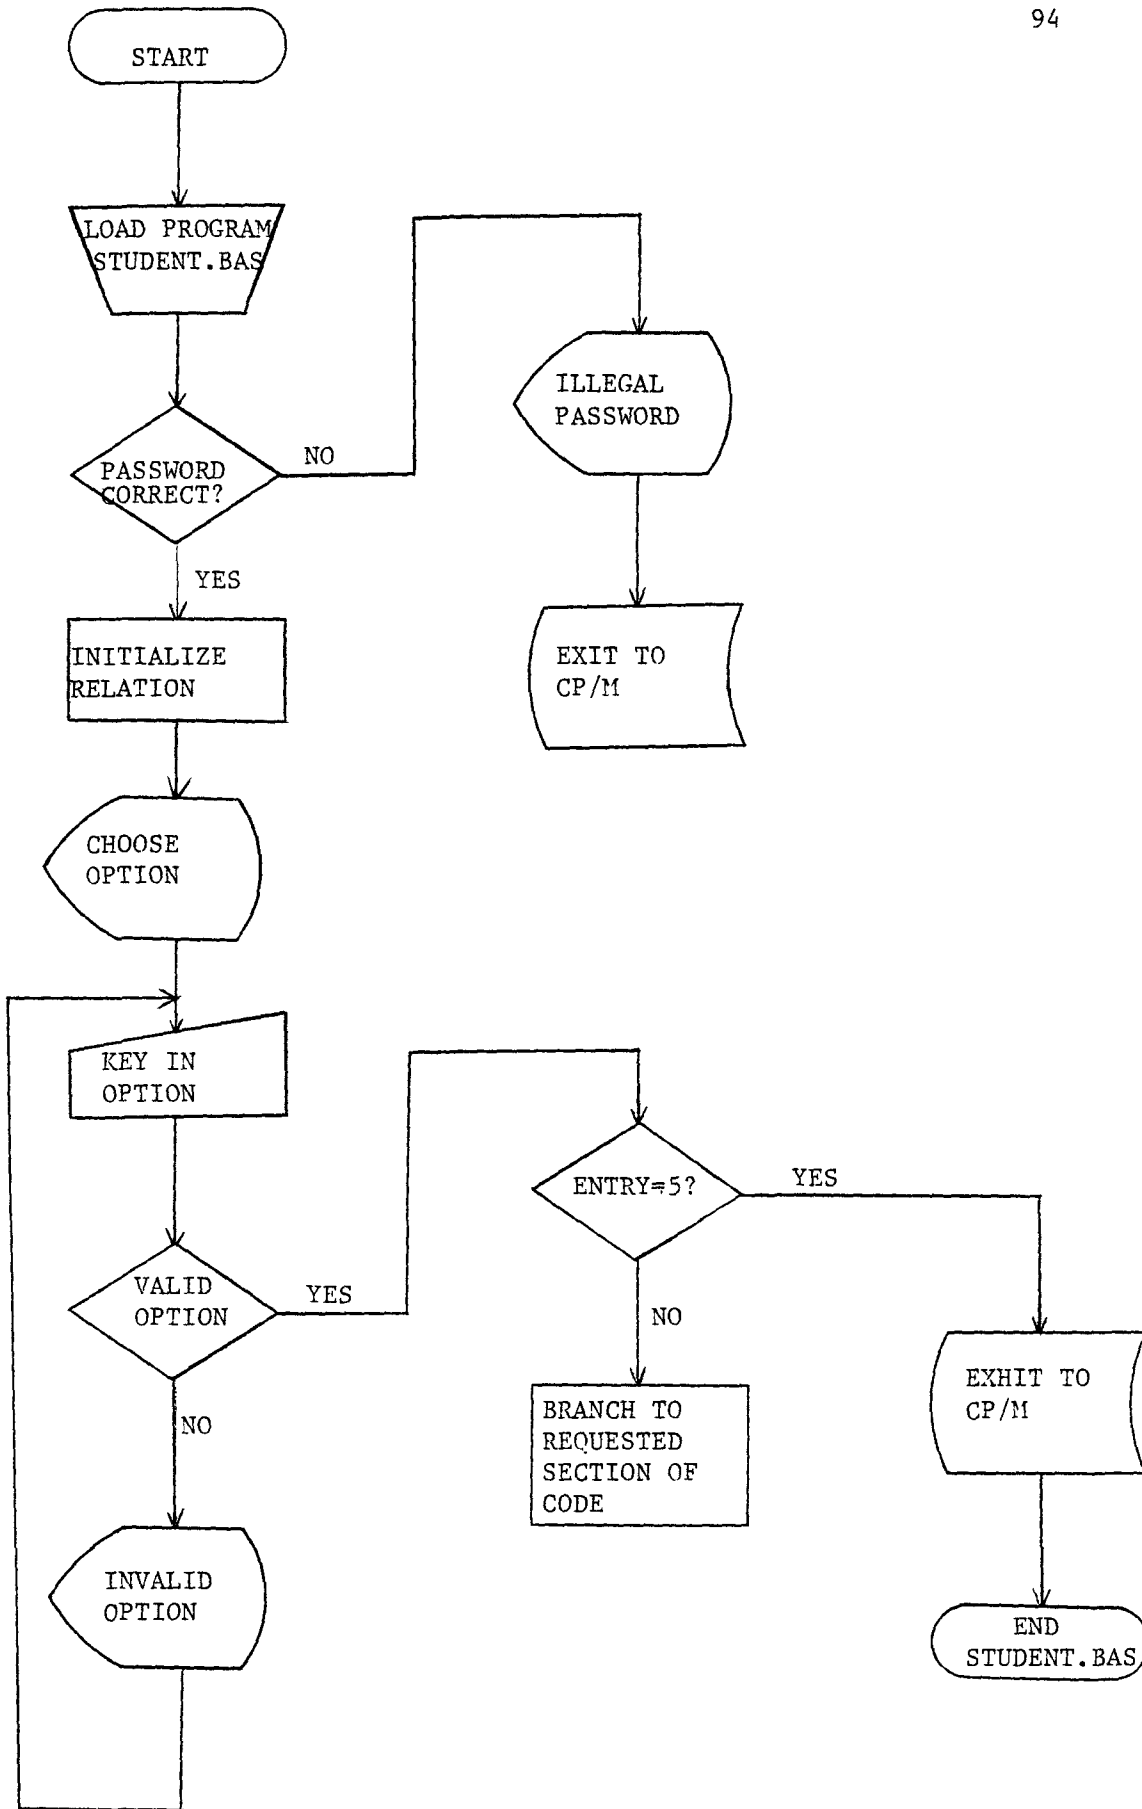 94
START
LOAD PROGRAM
STUDENT.BAS
PASSWORD
CORRECT?
NO
ILLEGAL
PASSWORD
EXIT TO
CP/M
YES
INITIALIZE
RELATION
CHOOSE
OPTION
KEY IN
OPTION
VALID
OPTION
YES
ENTRY=5?
YES
NO
BRANCH TO
REQUESTED
SECTION OF
CODE
EXHIT TO
CP/M
END
STUDENT.BAS
NO
INVALID
OPTION